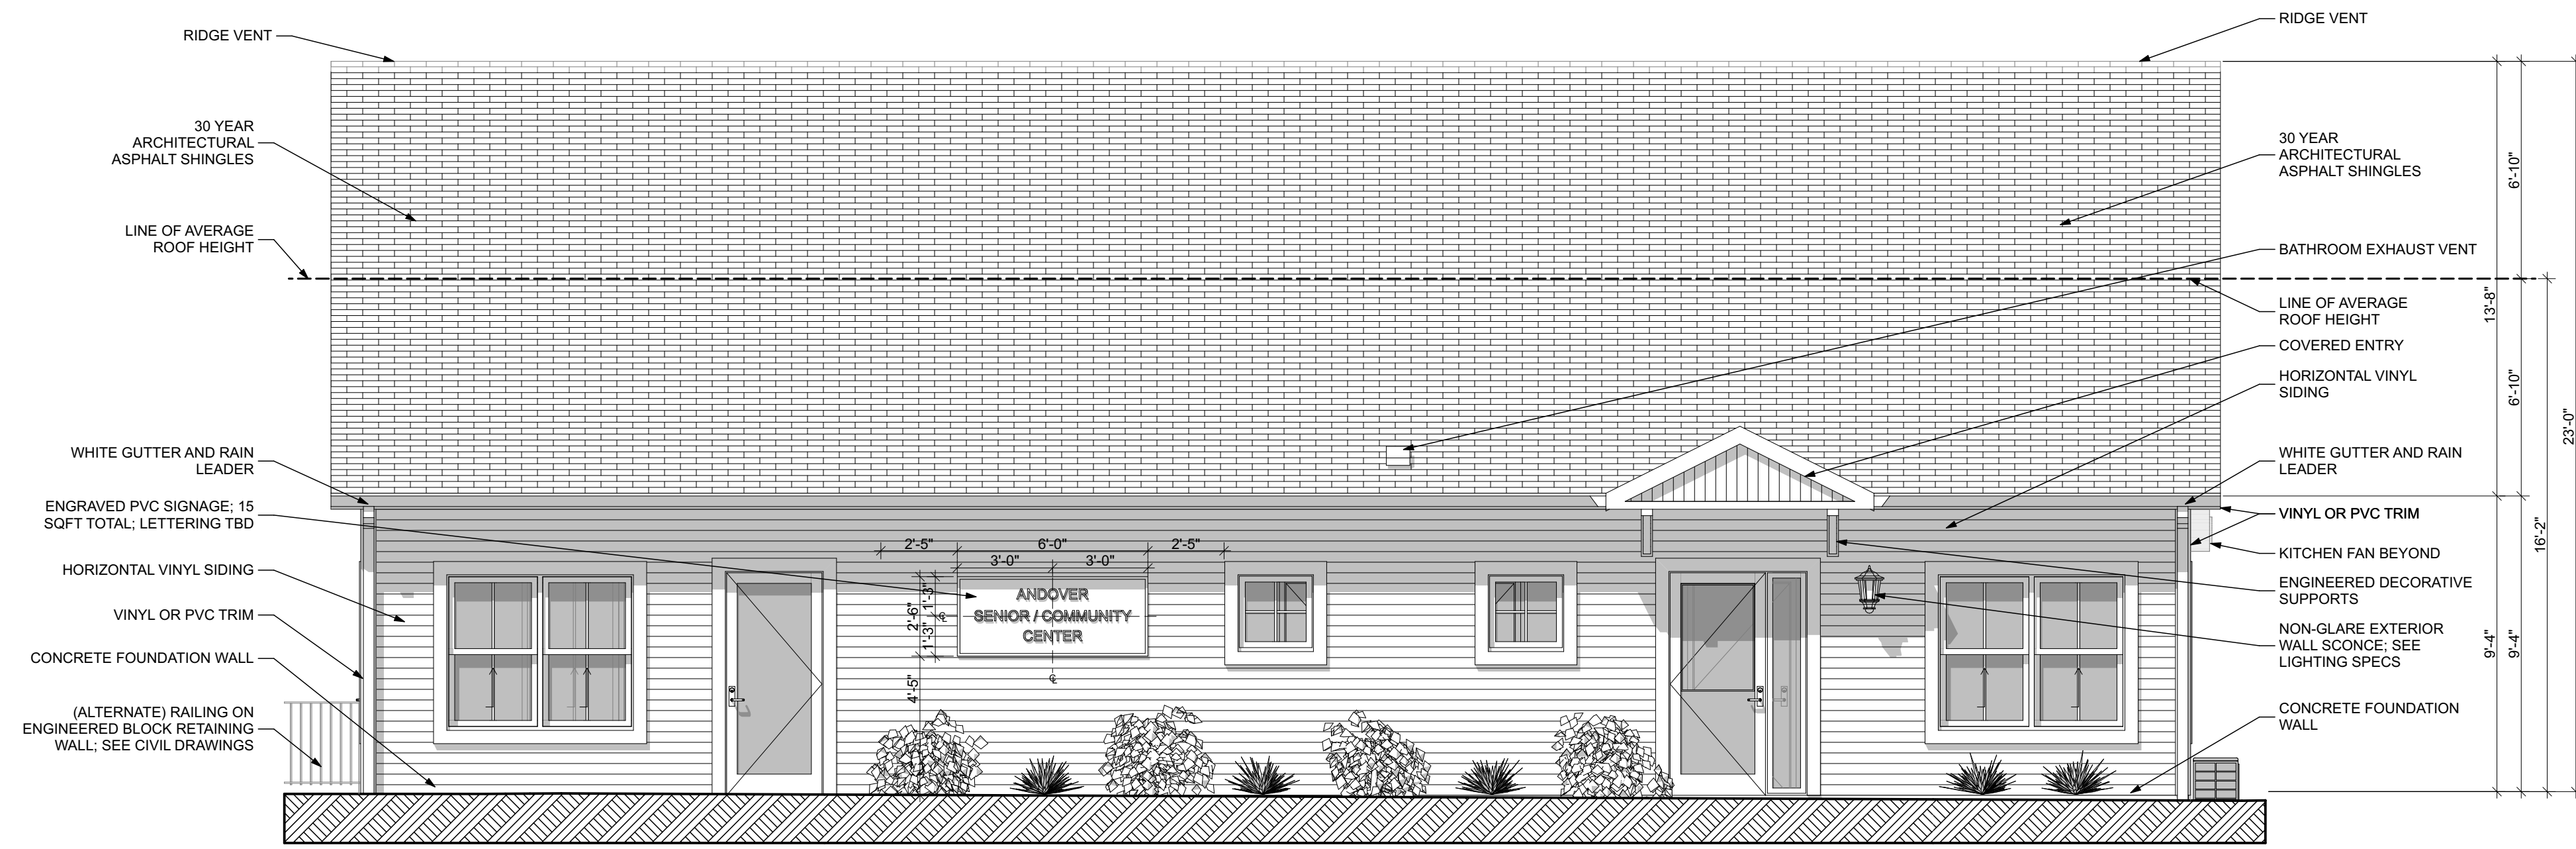 RIDGE VENT
30 YEAR
ARCHITECTURAL
ASPHALT SHINGLES
LINE OF AVERAGE
ROOF HEIGHT
WHITE GUTTER AND RAIN
LEADER
ENGRAVED PVC SIGNAGE; 15
SQFT TOTAL; LETTERING TBD
HORIZONTAL VINYL SIDING
VINYL OR PVC TRIM
CONCRETE FOUNDATION WALL
(ALTERNATE) RAILING ON
ENGINEERED BLOCK RETAINING
WALL; SEE CIVIL DRAWINGS
2'-5"
6'-0"
2'-5"
3'-0"
3'-0"
1'-3"
2'-6"
1'-3"
4'-5"
ANDOVER
SENIOR / COMMUNITY
CENTER
℄
℄
RIDGE VENT
30 YEAR
ARCHITECTURAL
ASPHALT SHINGLES
BATHROOM EXHAUST VENT
LINE OF AVERAGE
ROOF HEIGHT
COVERED ENTRY
HORIZONTAL VINYL
SIDING
WHITE GUTTER AND RAIN
LEADER
VINYL OR PVC TRIM
KITCHEN FAN BEYOND
ENGINEERED DECORATIVE
SUPPORTS
NON-GLARE EXTERIOR
WALL SCONCE; SEE
LIGHTING SPECS
CONCRETE FOUNDATION
WALL
6'-10"
13'-8"
6'-10"
23'-0"
16'-2"
9'-4"
9'-4"